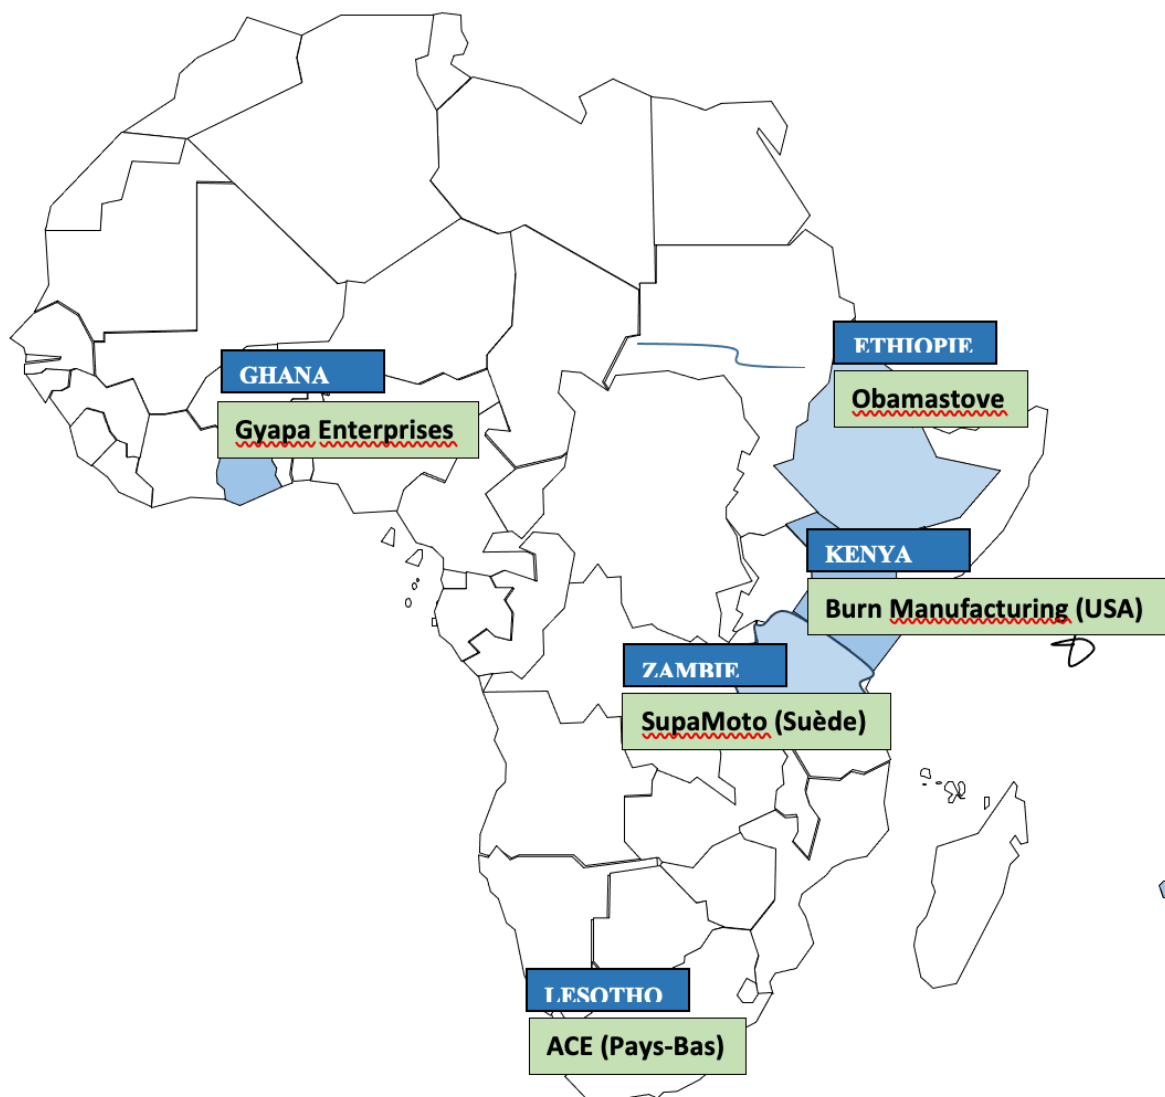 ETHIOPIE
Obamastove
GHANA
Gyapa Enterprises
KENYA
Burn Manufacturing (USA)
ZAMBIE
SupaMoto (Suède)
LESOTHO
ACE (Pays-Bas)